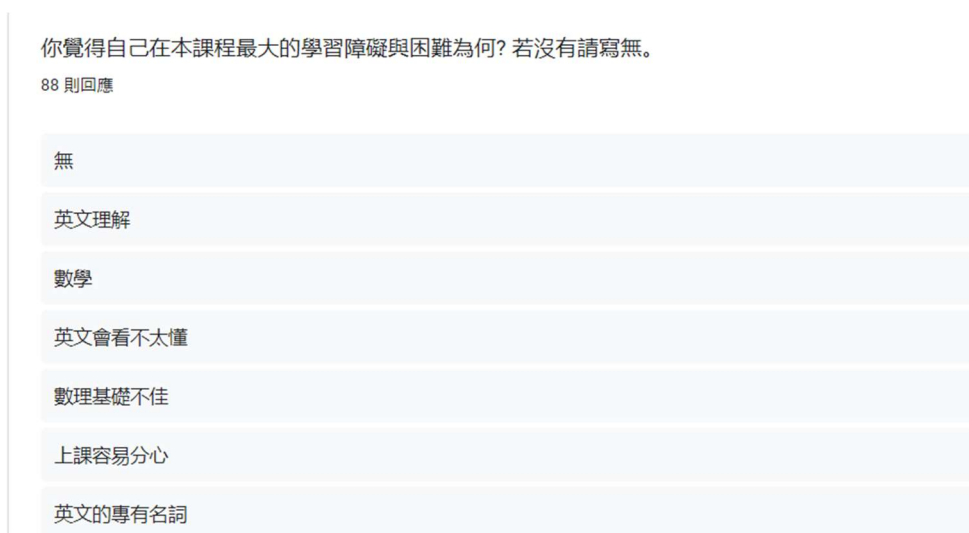 你覺得自己在本課程最大的學習障礙與困難為何? 若沒有請寫無。
88 則回應
無
英文理解
數學
英文會看不太懂
數理基礎不佳
上課容易分心
英文的專有名詞